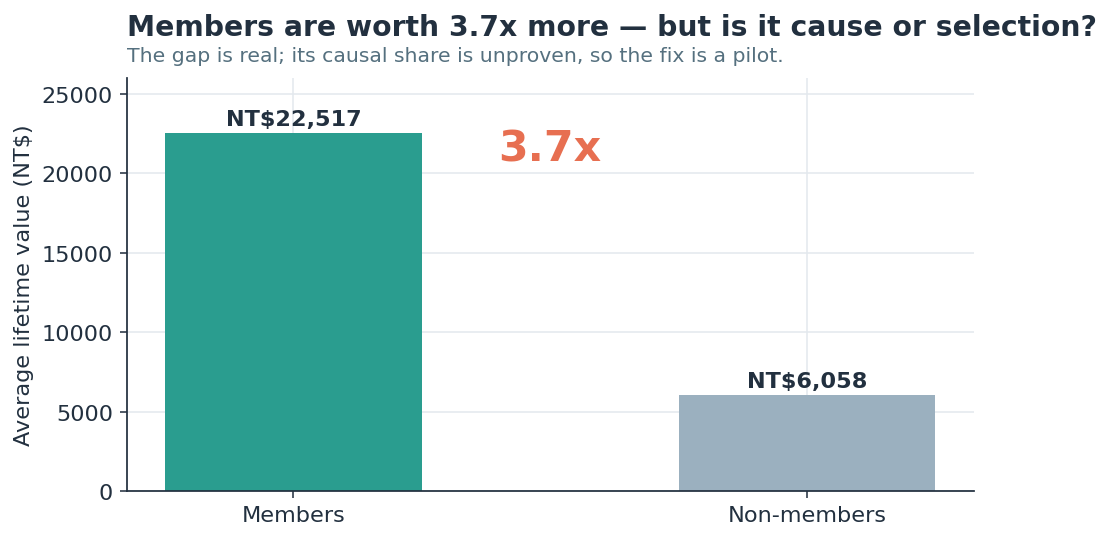 Members are worth 3.7x more — but is it cause or selection?
The gap is real; its causal share is unproven, so the fix is a pilot.
Average lifetime value (NT$)
25000
20000
15000
10000
5000
0
NT$22,517
3.7x
NT$6,058
Members
Non-members